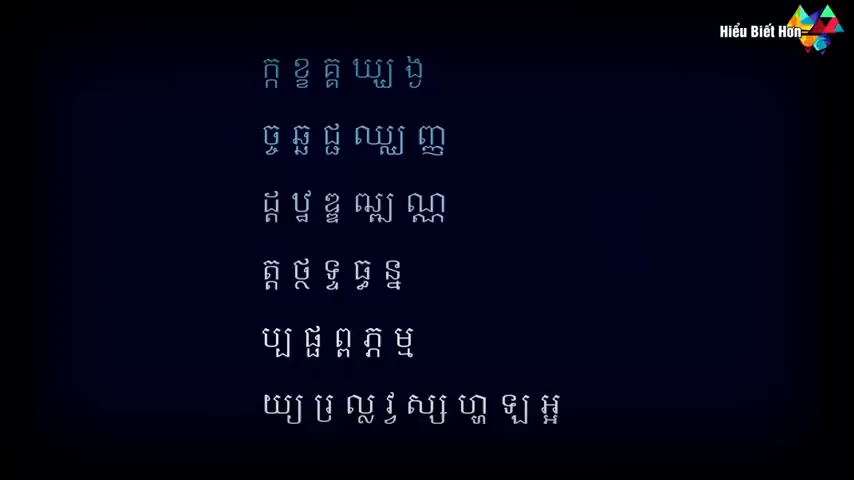 Hiểu Biết Hơn
ក្ក ខ្ខ គ្គ ឃ្ឃ ង្ង
ច្ច ឆ្ឆ ជ្ជ ឈ្ឈ ញ្ញ
ដ្ដ ឋ្ឋ ឌ្ឌ ឍ្ឍ ណ្ណ
ត្ត ថ្ថ ទ្ទ ធ្ធ ន្ន
ប្ប ផ្ផ ព្ព ភ្ភ ម្ម
យ្យ រ្រ ល្ល វ្វ ស្ស ហ្ហ ឡ អ្អ